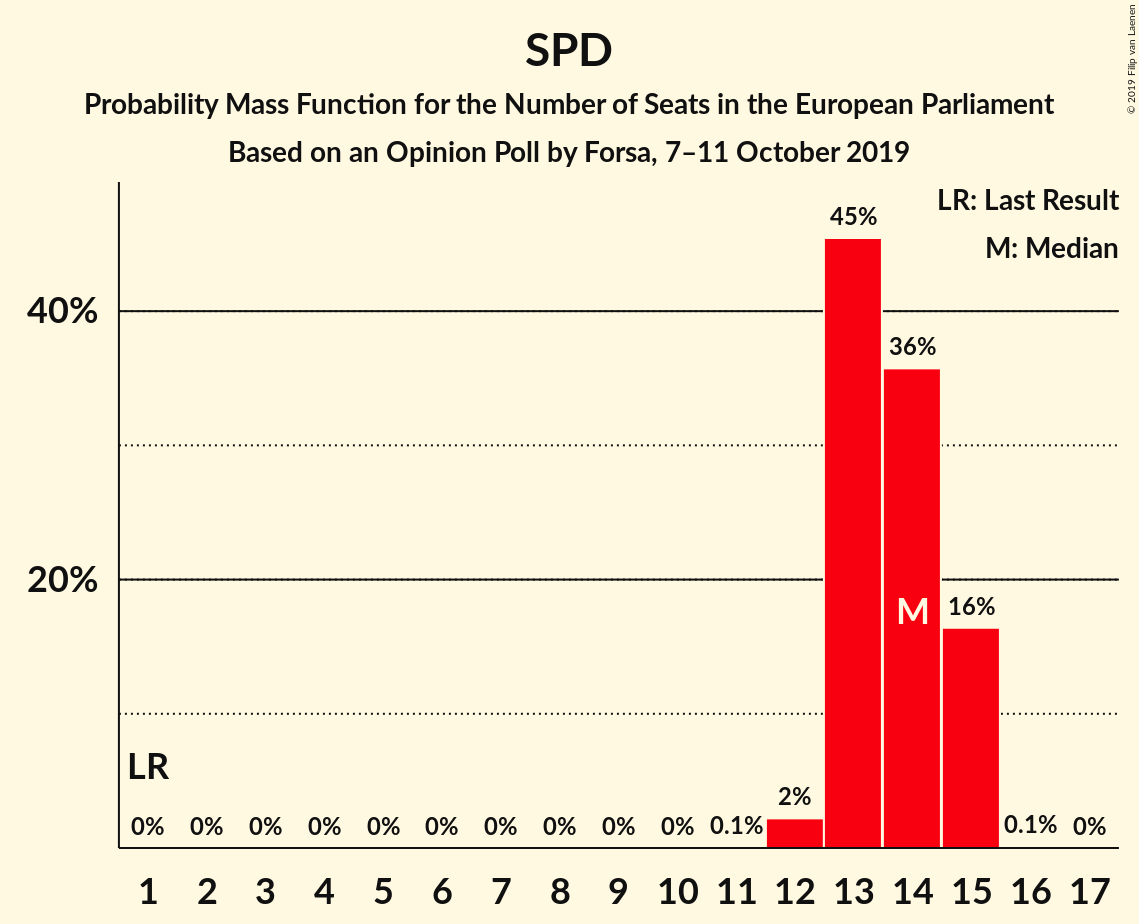 SPD
Probability Mass Function for the Number of Seats in the European Parliament
Based on an Opinion Poll by Forsa, 7–11 October 2019
© 2019 Filip van Laenen
LR: Last Result
M: Median
45%
40%
36%
20%
16%
M
LR
2%
0% 0% 0% 0% 0% 0% 0% 0% 0% 0% 0.1% 0.1% 0%
1 2 3 4 5 6 7 8 9 10 11 12 13 14 15 16 17